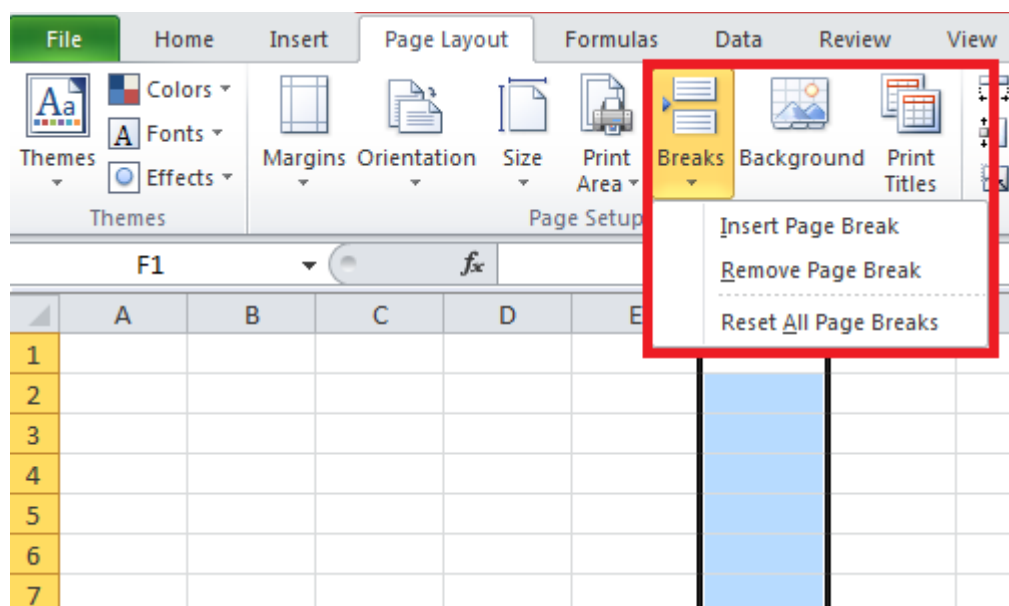 File Home Insert Page Layout Formulas Data Review View
Aa Colors
A Fonts
Themes Effects
Margins Orientation Size Print Area Breaks Background Print Titles
Themes Page Setup
Insert Page Break
F1 fx
Remove Page Break
Reset All Page Breaks
A B C D E
1
2
3
4
5
6
7